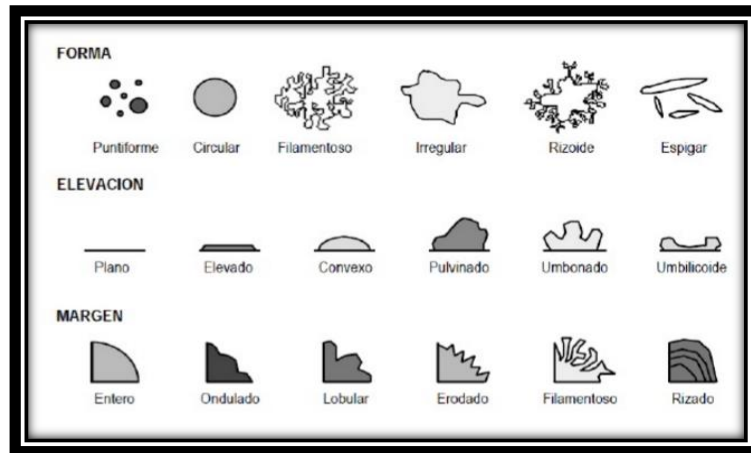 FORMA
Puntiforme Circular Filamentoso Irregular Rizoide Espigar
ELEVACION
Plano Elevado Convexo Pulvinado Umbonado Umbilicoide
MARGEN
Entero Ondulado Lobular Erodado Filamentoso Rizado